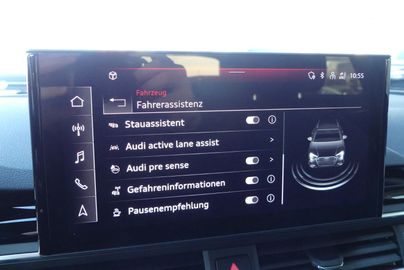 10:55
Fahrzeug
Fahrerassistenz
Stauassistent
Audi active lane assist
Audi pre sense
Gefahreninformationen
Pausenempfehlung